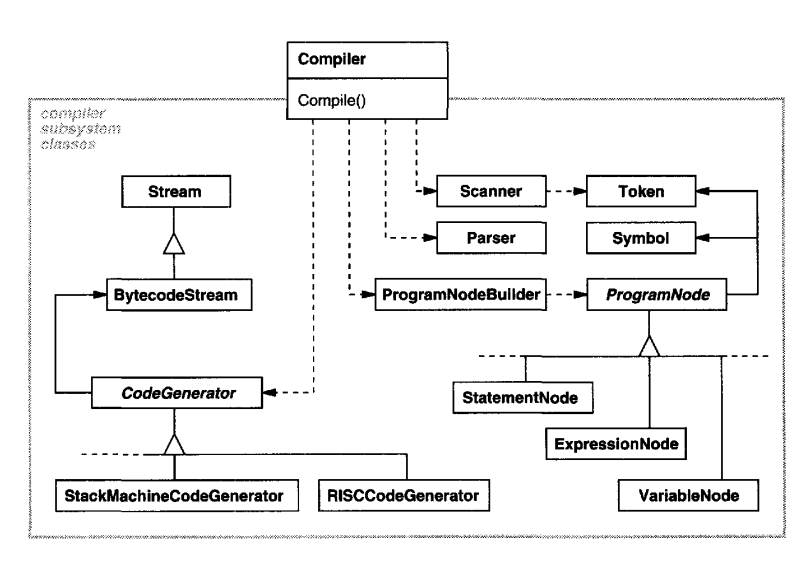 Compiler
Compile()
compiler
subsystem
classes
Stream
Scanner
Token
Parser
Symbol
BytecodeStream
ProgramNodeBuilder
ProgramNode
CodeGenerator
StatementNode
ExpressionNode
StackMachineCodeGenerator
RISCCodeGenerator
VariableNode